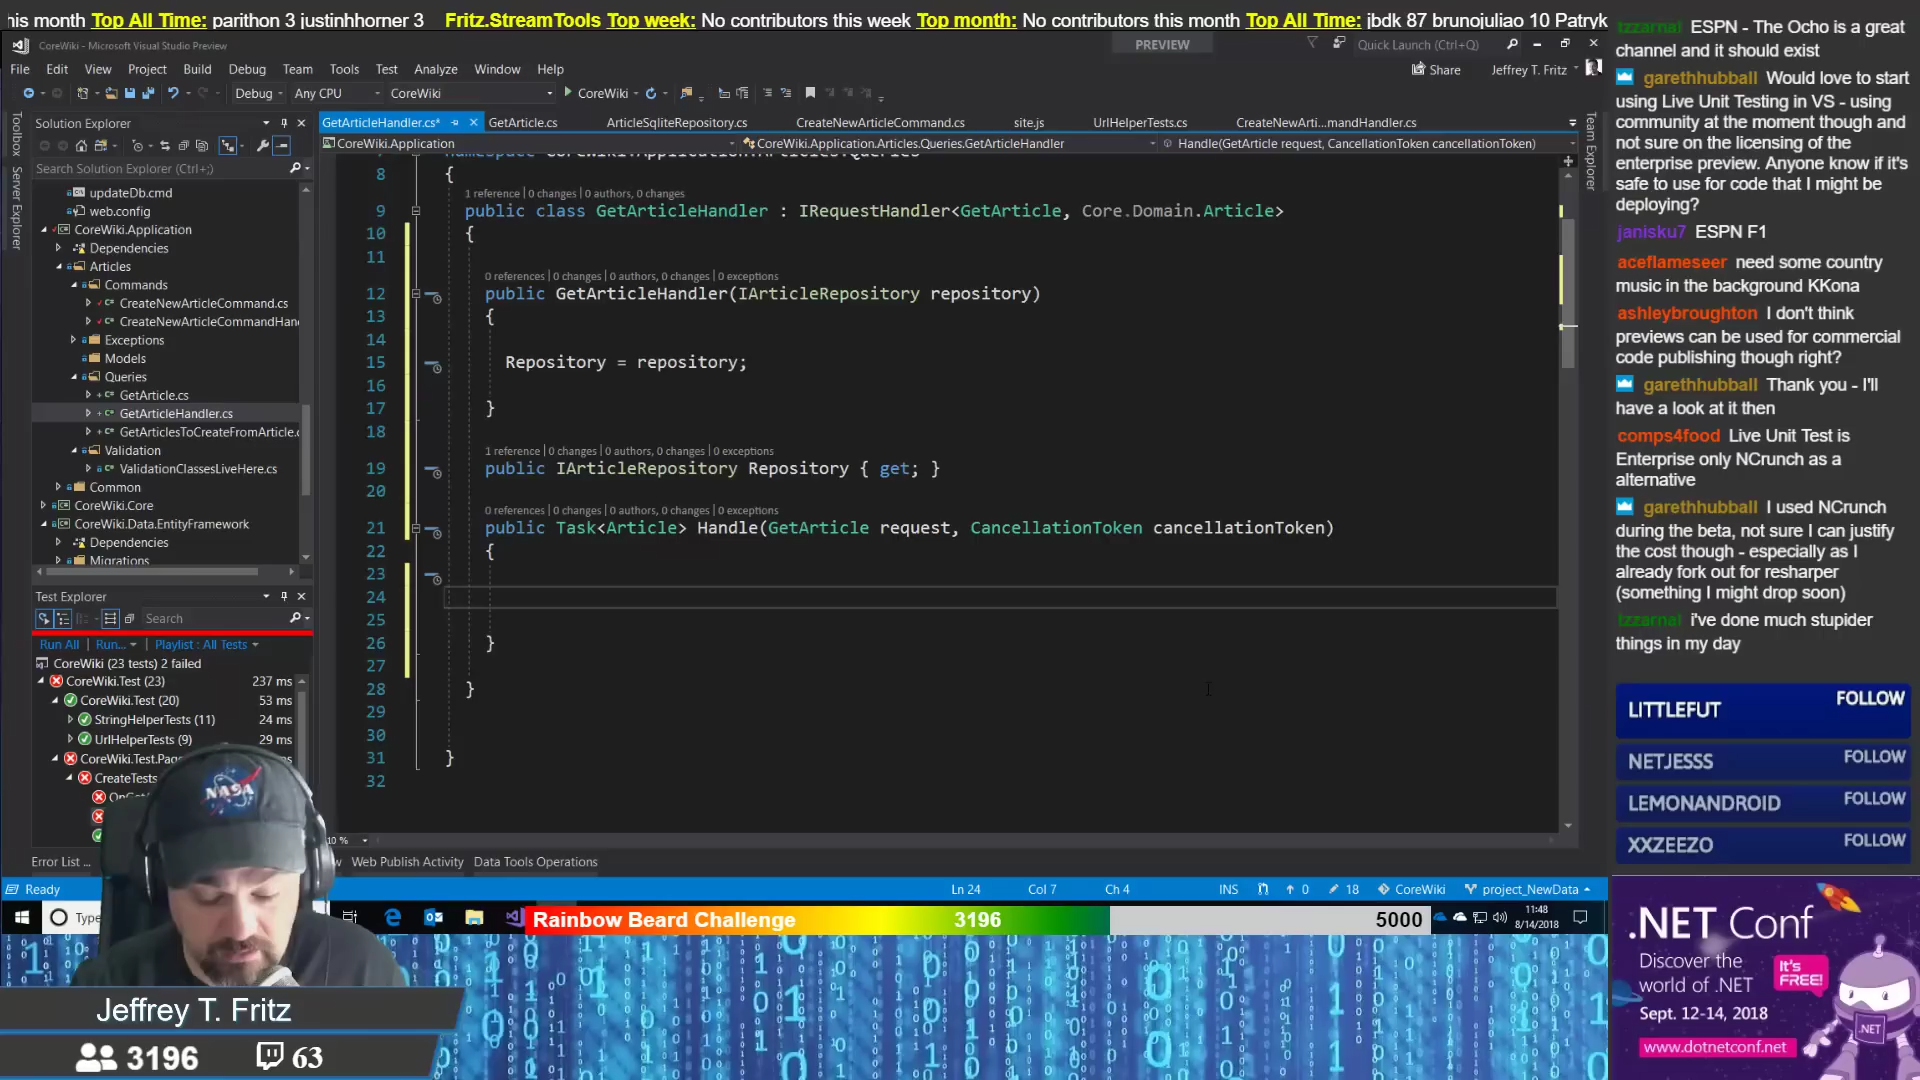 his month Top All Time: parithon 3 justinhhorner 3 Fritz.StreamTools Top week: No contributors this week Top month: No contributors this month Top All Time: jbdk 87 brunojuliao 10 Patryk
CoreWiki - Microsoft Visual Studio Preview
PREVIEW
Quick Launch (Ctrl+Q)
File Edit View Project Build Debug Team Tools Test Analyze Window Help
Share Jeffrey T. Fritz
Debug Any CPU CoreWiki CoreWiki
Toolbox
Server Explorer
Team Explorer
Solution Explorer
Search Solution Explorer (Ctrl+;)
updateDb.cmd
web.config
CoreWiki.Application
Dependencies
Articles
Commands
CreateNewArticleCommand.cs
CreateNewArticleCommandHan
Exceptions
Models
Queries
GetArticle.cs
GetArticleHandler.cs
GetArticlesToCreateFromArticle.c
Validation
ValidationClassesLiveHere.cs
Common
CoreWiki.Core
CoreWiki.Data.EntityFramework
Dependencies
Migrations
Test Explorer
Search
Run All Run... Playlist : All Tests
CoreWiki (23 tests) 2 failed
CoreWiki.Test (23) 237 ms
CoreWiki.Test (20) 53 ms
StringHelperTests (11) 24 ms
UrlHelperTests (9) 29 ms
CoreWiki.Test.Pag
CreateTests
Error List ...
Web Publish Activity Data Tools Operations
GetArticleHandler.cs* GetArticle.cs ArticleSqliteRepository.cs CreateNewArticleCommand.cs site.js UrlHelperTests.cs CreateNewArti...mandHandler.cs
CoreWiki.Application CoreWiki.Application.Articles.Queries.GetArticleHandler Handle(GetArticle request, CancellationToken cancellationToken)
8 {
1 reference | 0 changes | 0 authors, 0 changes
9 public class GetArticleHandler : IRequestHandler<GetArticle, Core.Domain.Article>
10 {
11
0 references | 0 changes | 0 authors, 0 changes | 0 exceptions
12 public GetArticleHandler(IArticleRepository repository)
13 {
14
15 Repository = repository;
16
17 }
18
1 reference | 0 changes | 0 authors, 0 changes | 0 exceptions
19 public IArticleRepository Repository { get; }
20
0 references | 0 changes | 0 authors, 0 changes | 0 exceptions
21 public Task<Article> Handle(GetArticle request, CancellationToken cancellationToken)
22 {
23
24
25
26 }
27
28 }
29
30
31 }
32
10 %
Ready Ln 24 Col 7 Ch 4 INS 0 18 CoreWiki project_NewData
Type
Rainbow Beard Challenge 3196 5000
11:48
8/14/2018
NASA
Jeffrey T. Fritz
3196 63
tzzarnal ESPN - The Ocho is a great
channel and it should exist
garethhubball Would love to start
using Live Unit Testing in VS - using
community at the moment though and
not sure on the licensing of the
enterprise preview. Anyone know if it's
safe to use for code that I might be
deploying?
janisku7 ESPN F1
aceflameseer need some country
music in the background KKona
ashleybroughton I don't think
previews can be used for commercial
code publishing though right?
garethhubball Thank you - I'll
have a look at it then
comps4food Live Unit Test is
Enterprise only NCrunch as a
alternative
garethhubball I used NCrunch
during the beta, not sure I can justify
the cost though - especially as I
already fork out for resharper
(something I might drop soon)
tzzarnal i've done much stupider
things in my day
LITTLEFUT FOLLOW
NETJESSS FOLLOW
LEMONANDROID FOLLOW
XXZEEZO FOLLOW
.NET Conf
Discover the
world of .NET
It's
FREE!
Sept. 12-14, 2018
www.dotnetconf.net
.NET